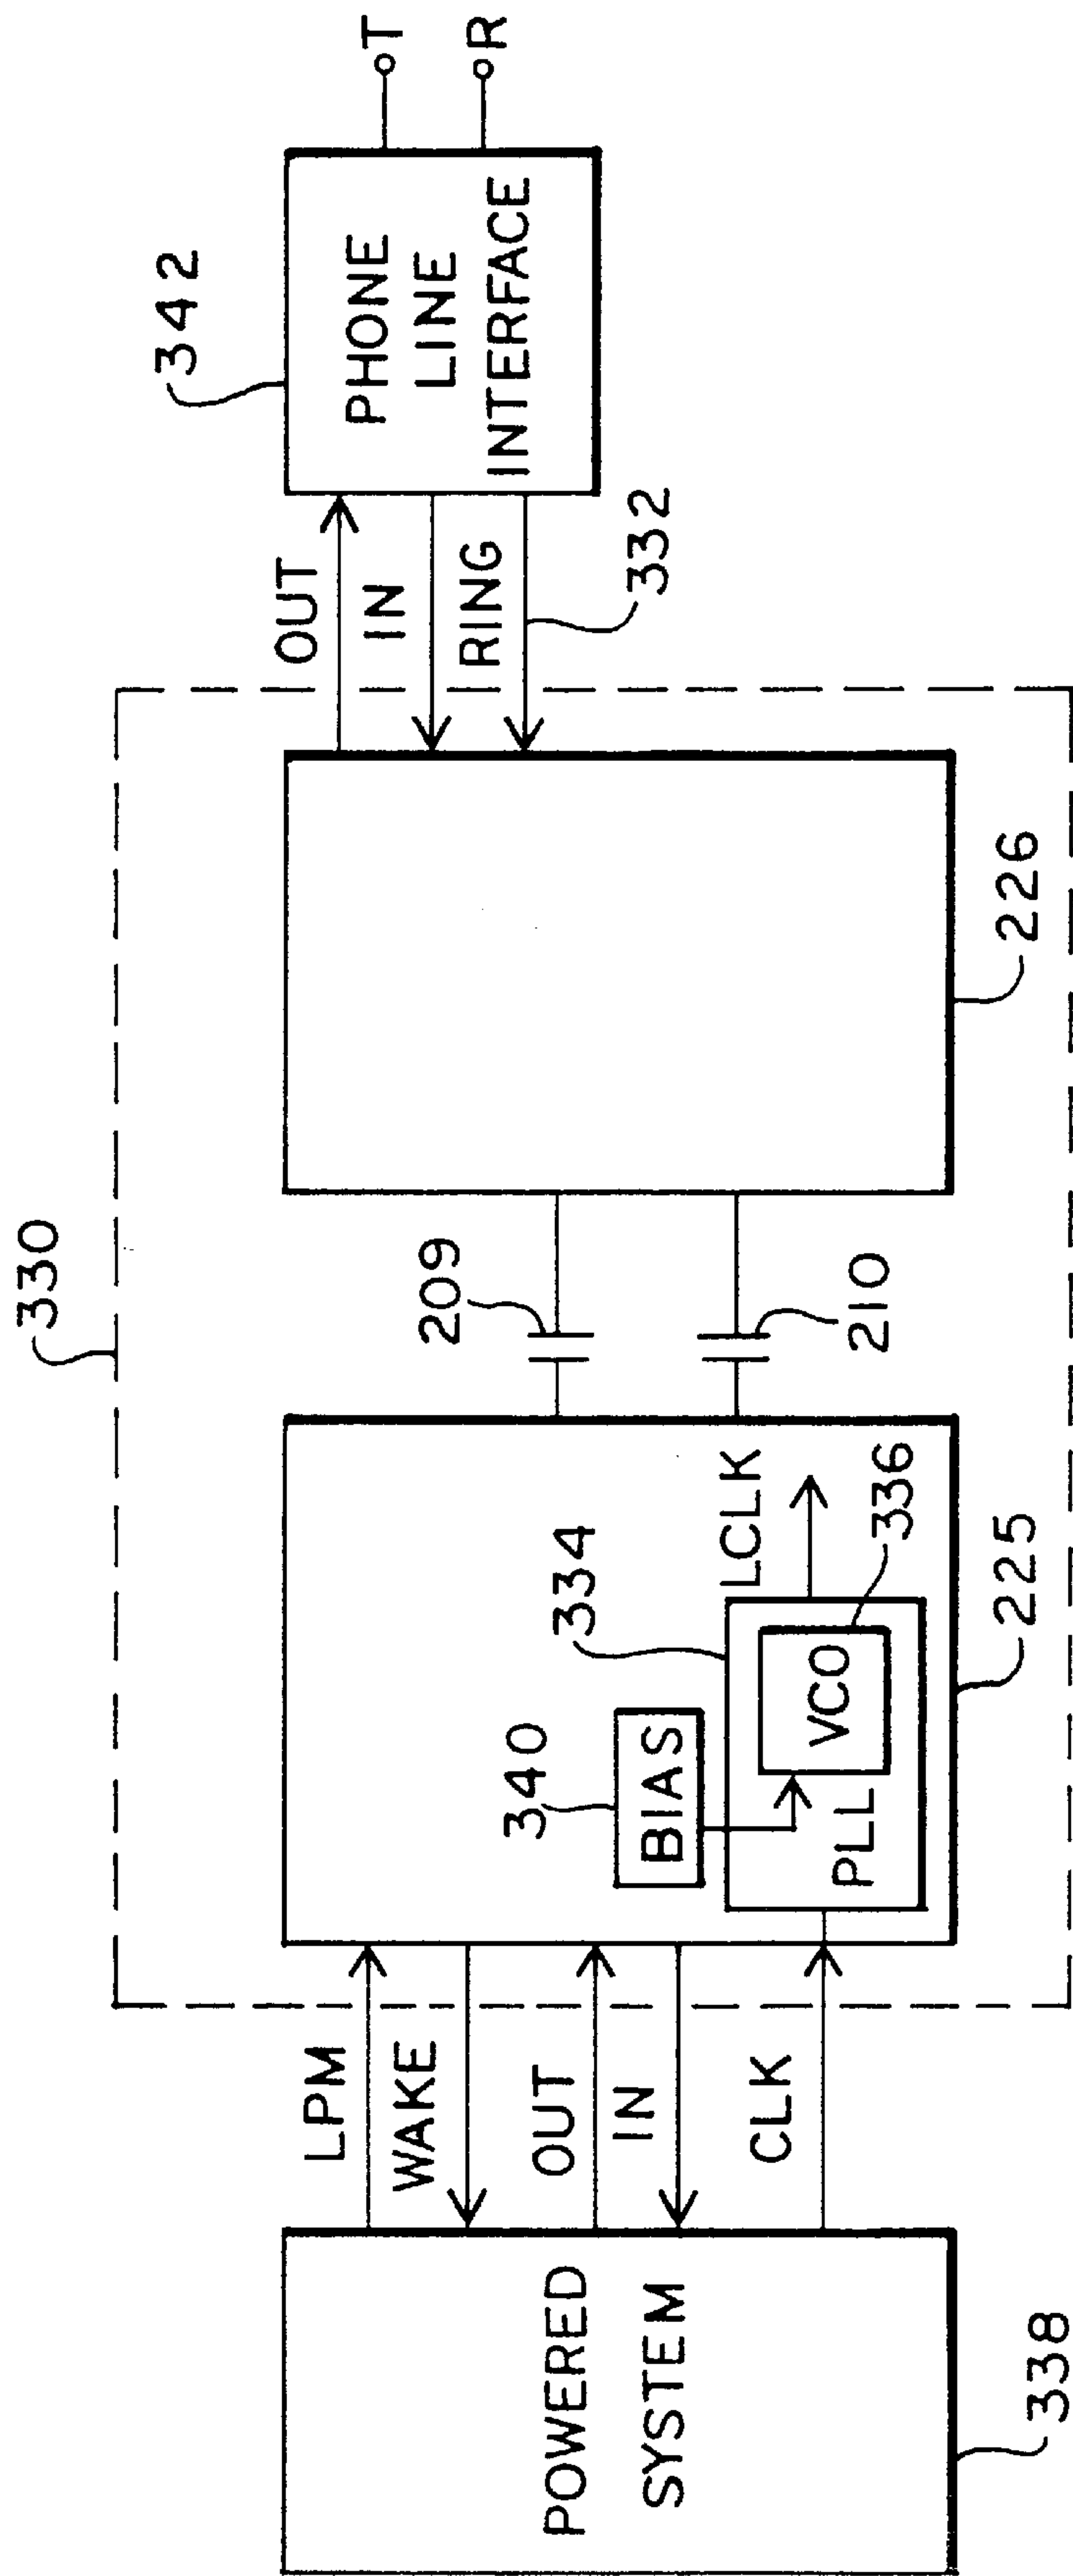 330
342
LPM
WAKE
OUT
IN
CLK
POWERED
SYSTEM
338
340
BIAS
334
LCLK
PLL
VCO
336
225
209
210
226
OUT
IN
RING
332
PHONE
LINE
INTERFACE
T
R